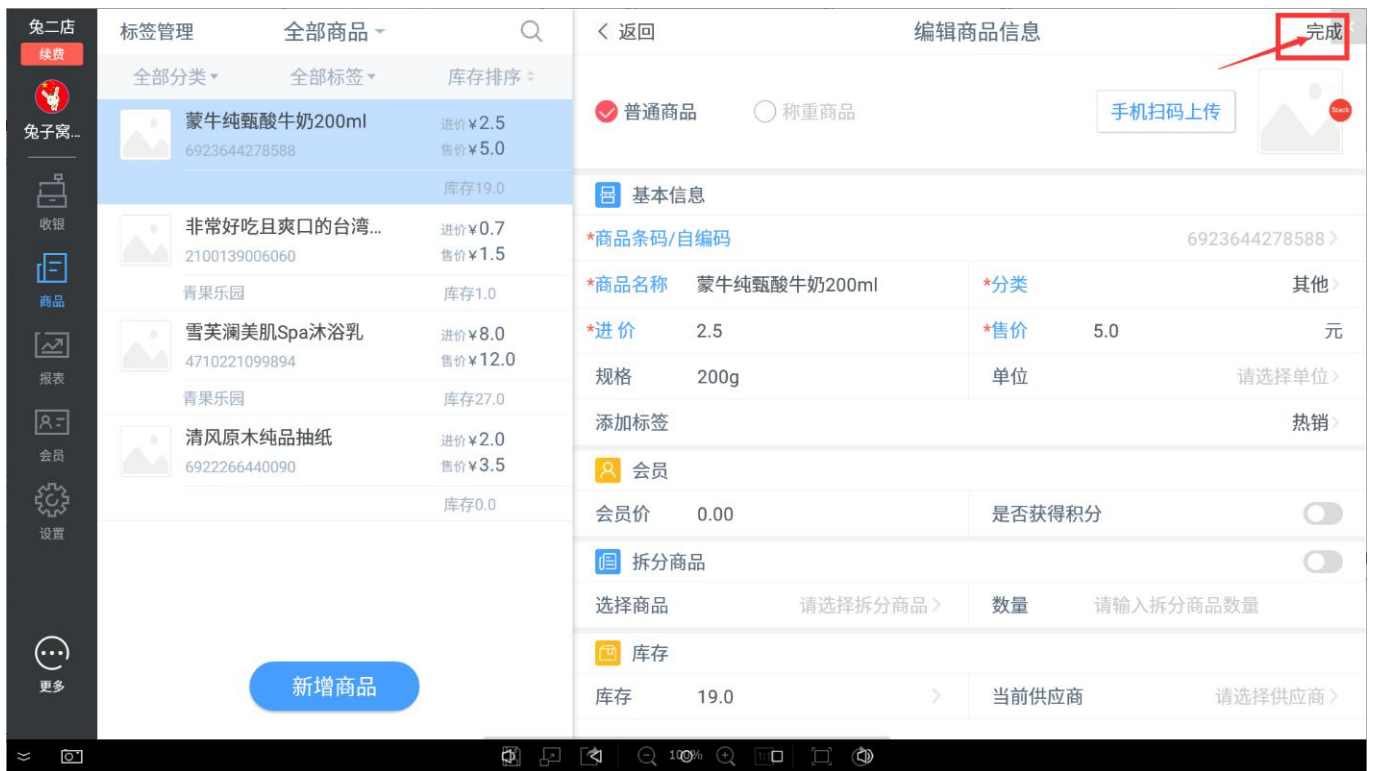 兔二店
续费
兔子窝...
收银
商品
报表
会员
设置
更多
标签管理
全部商品
全部分类
全部标签
库存排序
蒙牛纯甄酸牛奶200ml
进价¥2.5
6923644278588
售价¥5.0
库存19.0
非常好吃且爽口的台湾...
进价¥0.7
2100139006060
售价¥1.5
青果乐园
库存1.0
雪芙澜美肌Spa沐浴乳
进价¥8.0
4710221099894
售价¥12.0
青果乐园
库存27.0
清风原木纯品抽纸
进价¥2.0
6922266440090
售价¥3.5
库存0.0
新增商品
返回
编辑商品信息
完成
普通商品
称重商品
手机扫码上传
Stack
基本信息
*商品条码/自编码
6923644278588
*商品名称 蒙牛纯甄酸牛奶200ml
*分类 其他
*进价 2.5
*售价 5.0 元
规格 200g
单位 请选择单位
添加标签 热销
会员
会员价 0.00
是否获得积分
拆分商品
选择商品 请选择拆分商品
数量 请输入拆分商品数量
库存
库存 19.0
当前供应商 请选择供应商
100%
1:1